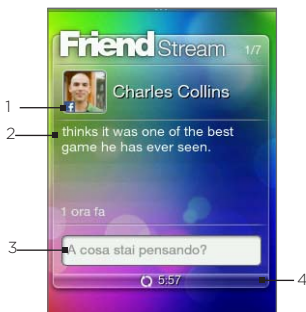 Friend Stream 1/7
Charles Collins
1
2
thinks it was one of the best
game he has ever seen.
1 ora fa
3
A cosa stai pensando?
5:57
4